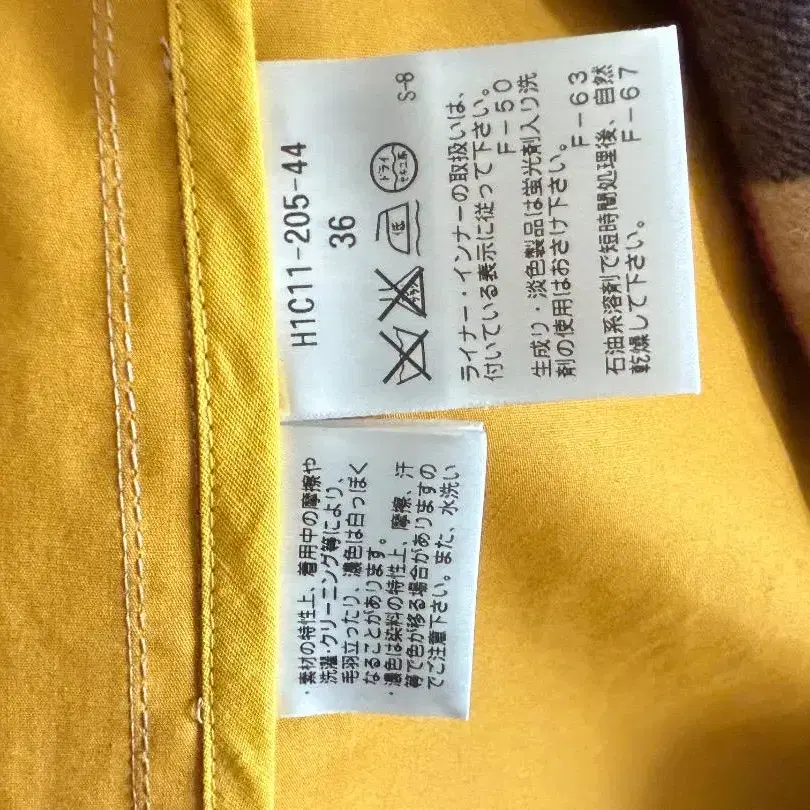 H1C11-205-44
36
S-8
低
ドライ
ライナー・インナーの取扱いは、
付いている表示に従って下さい。
F-50
生成り・淡色製品は蛍光剤入り洗
剤の使用はおさけ下さい。
F-63
石油系溶剤で短時間処理後、自然
乾燥して下さい。
F-67
・素材の特性上、着用中の摩擦や
洗濯・クリーニング等により、
毛羽立ったり、濃色は白っぽく
なることがあります。
・濃色は染料の特性上、摩擦、汗
等で色が移る場合がありますの
でご注意下さい。また、水洗い